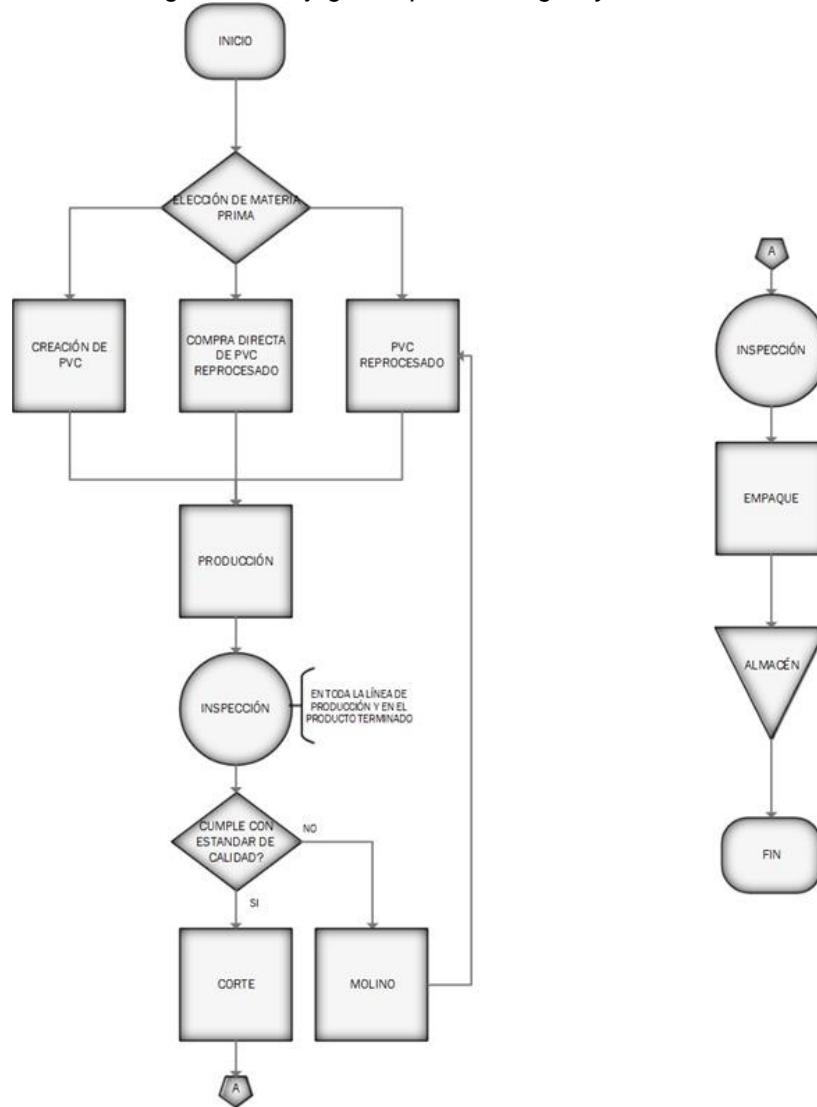 INICIO
ELECCIÓN DE MATERIA
PRIMA
CREACIÓN DE
PVC
COMPRA DIRECTA
DE PVC
REPROCESADO
PVC
REPROCESADO
PRODUCCIÓN
INSPECCIÓN
EN TODA LA LÍNEA DE
PRODUCCIÓN Y EN EL
PRODUCTO TERMINADO
CUMPLE CON
ESTANDAR DE
CALIDAD?
NO
SI
CORTE
MOLINO
A
A
INSPECCIÓN
EMPAQUE
ALMACÉN
FIN